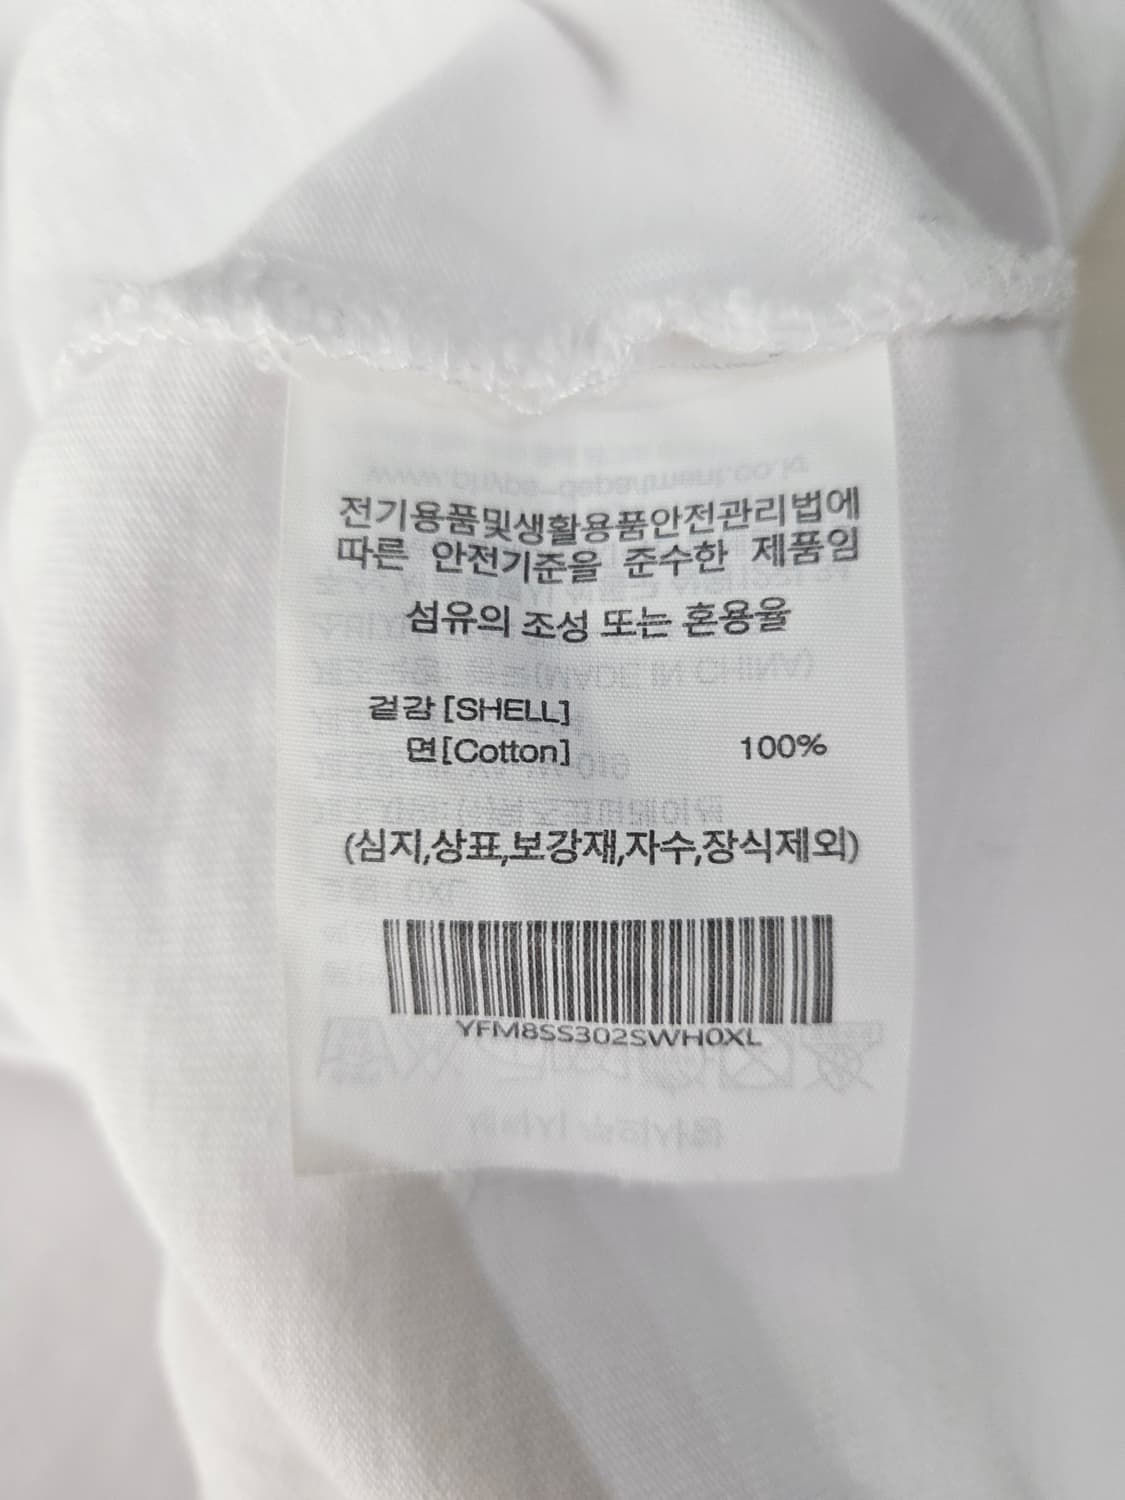 전기용품및생활용품안전관리법에
따른 안전기준을 준수한 제품임
섬유의 조성 또는 혼용율
겉감 [SHELL]
면[Cotton] 100%
(심지,상표,보강재,자수,장식제외)
YFM8SS302SWH0XL